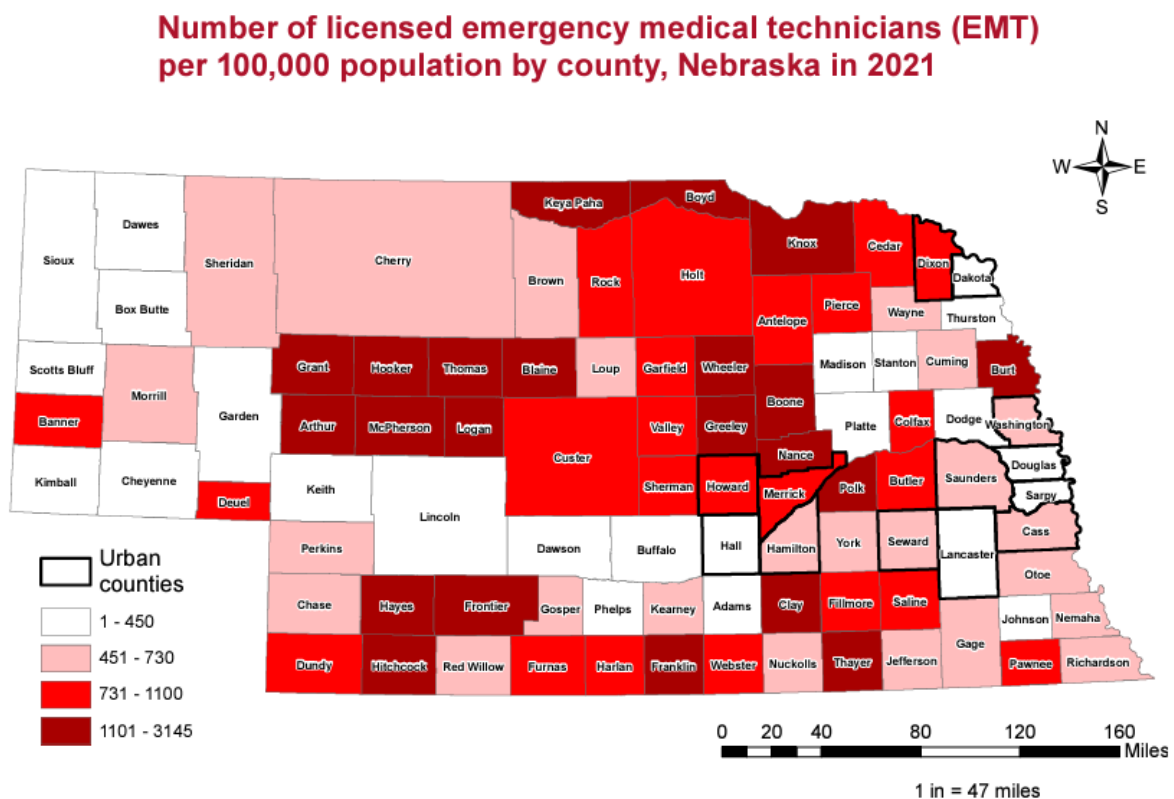 Number of licensed emergency medical technicians (EMT)
per 100,000 population by county, Nebraska in 2021
N
W
E
S
Keya Paha
Boyd
Knox
Cedar
Dixon
Dakota
Sioux
Dawes
Sheridan
Cherry
Brown
Rock
Holt
Box Butte
Antelope
Pierce
Wayne
Thurston
Scotts Bluff
Morrill
Garden
Grant
Hooker
Thomas
Blaine
Loup
Garfield
Wheeler
Madison
Stanton
Cuming
Burt
Banner
Arthur
McPherson
Logan
Custer
Valley
Greeley
Boone
Platte
Colfax
Dodge
Washington
Nance
Kimball
Cheyenne
Deuel
Keith
Lincoln
Sherman
Howard
Merrick
Polk
Butler
Saunders
Douglas
Sarpy
Perkins
Dawson
Buffalo
Hall
Hamilton
York
Seward
Lancaster
Cass
Otoe
Chase
Hayes
Frontier
Gosper
Phelps
Kearney
Adams
Clay
Fillmore
Saline
Johnson
Nemaha
Dundy
Hitchcock
Red Willow
Furnas
Harlan
Franklin
Webster
Nuckolls
Thayer
Jefferson
Gage
Pawnee
Richardson
Urban
counties
1 - 450
451 - 730
731 - 1100
1101 - 3145
0 20 40 80 120 160
Miles
1 in = 47 miles